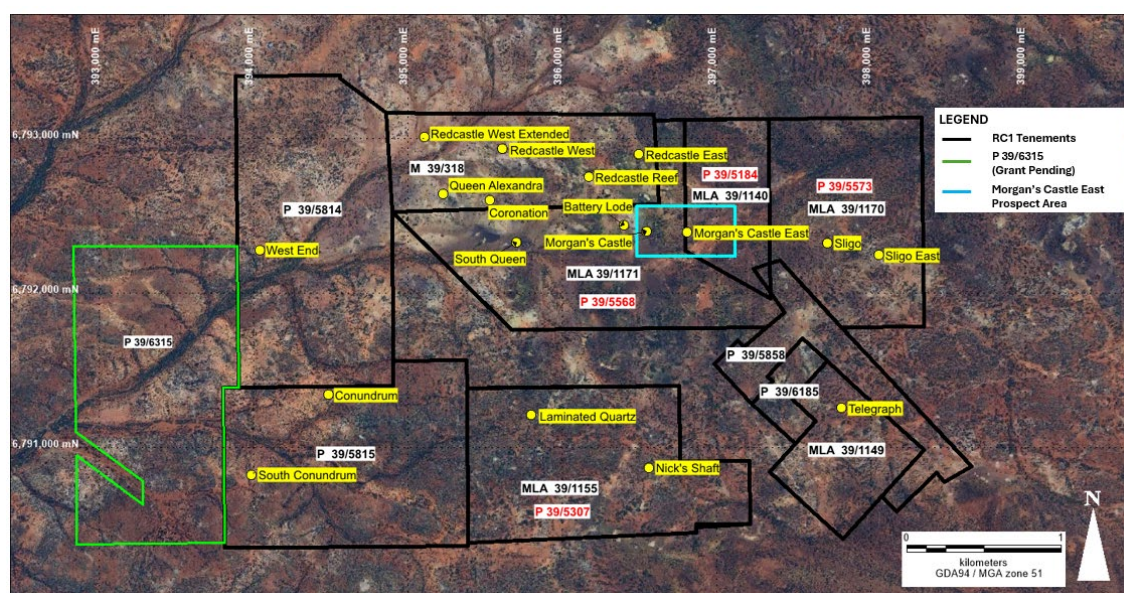 393,000 mE
394,000 mE
395,000 mE
396,000 mE
397,000 mE
398,000 mE
399,000 mE
6,793,000 mN
6,792,000 mN
6,791,000 mN
LEGEND
RC1 Tenements
P 39/6315
(Grant Pending)
Morgan's Castle East
Prospect Area
Redcastle West Extended
Redcastle West
M 39/318
Redcastle East
Redcastle Reef
P 39/5184
MLA 39/1140
P 39/5573
MLA 39/1170
Queen Alexandra
Coronation
Battery Lode
P 39/5814
West End
Morgan's Castle
Morgan's Castle East
South Queen
Sligo
Sligo East
MLA 39/1171
P 39/5568
P 39/6315
P 39/5858
P 39/6185
Conundrum
Laminated Quartz
Telegraph
P 39/5815
MLA 39/1149
South Conundrum
Nick's Shaft
MLA 39/1155
P 39/5307
N
0 1
kilometers
GDA94 / MGA zone 51